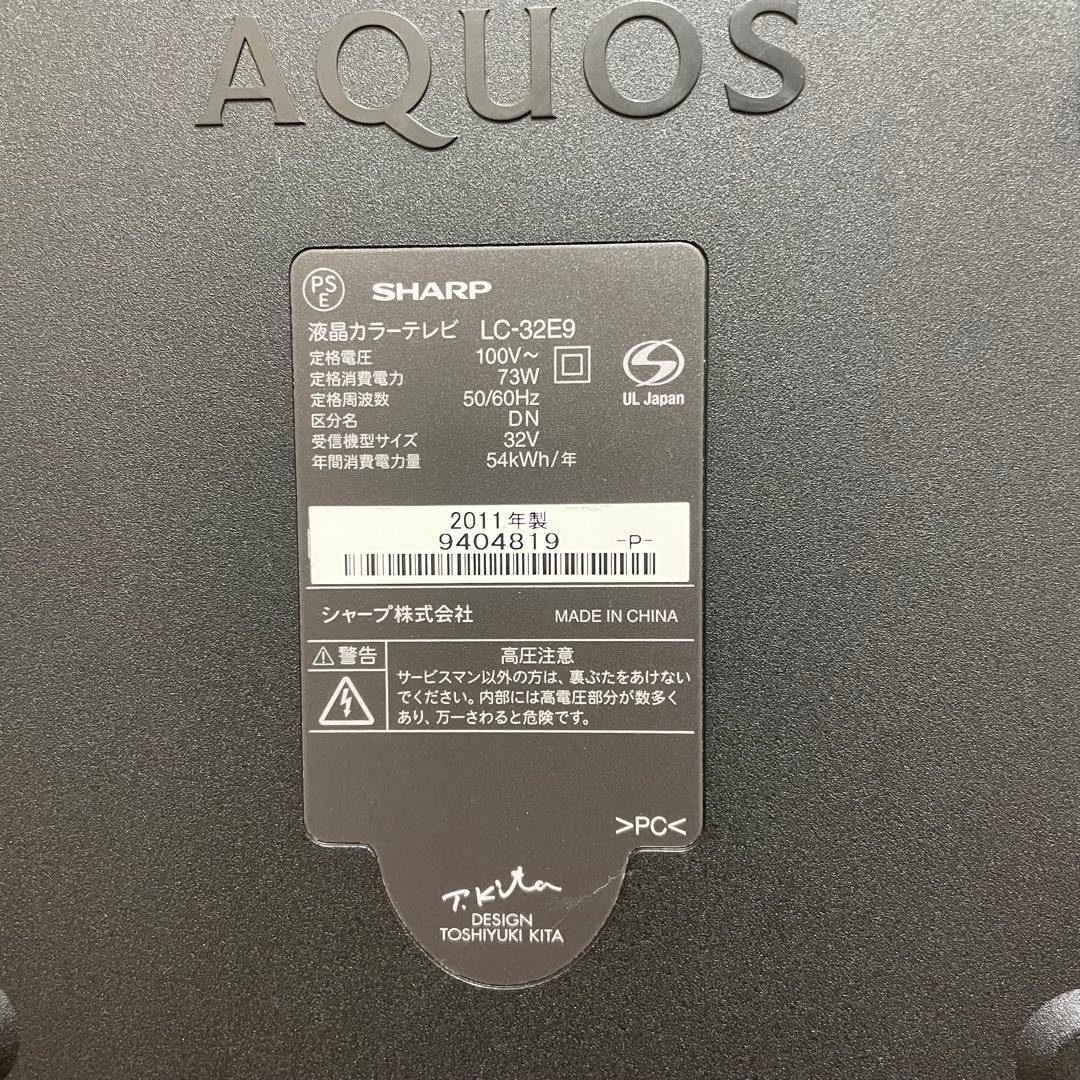 AQUOS
PS
E
SHARP
液晶カラーテレビ LC-32E9
定格電圧 100V～
定格消費電力 73W
定格周波数 50/60Hz
区分名 DN
受信機型サイズ 32V
年間消費電力量 54kWh/年
UL Japan
2011年製
9404819 -P-
シャープ株式会社 MADE IN CHINA
警告
高圧注意
サービスマン以外の方は、裏ぶたをあけない
でください。内部には高電圧部分が数多く
あり、万一さわると危険です。
>PC<
T.Kita
DESIGN
TOSHIYUKI KITA